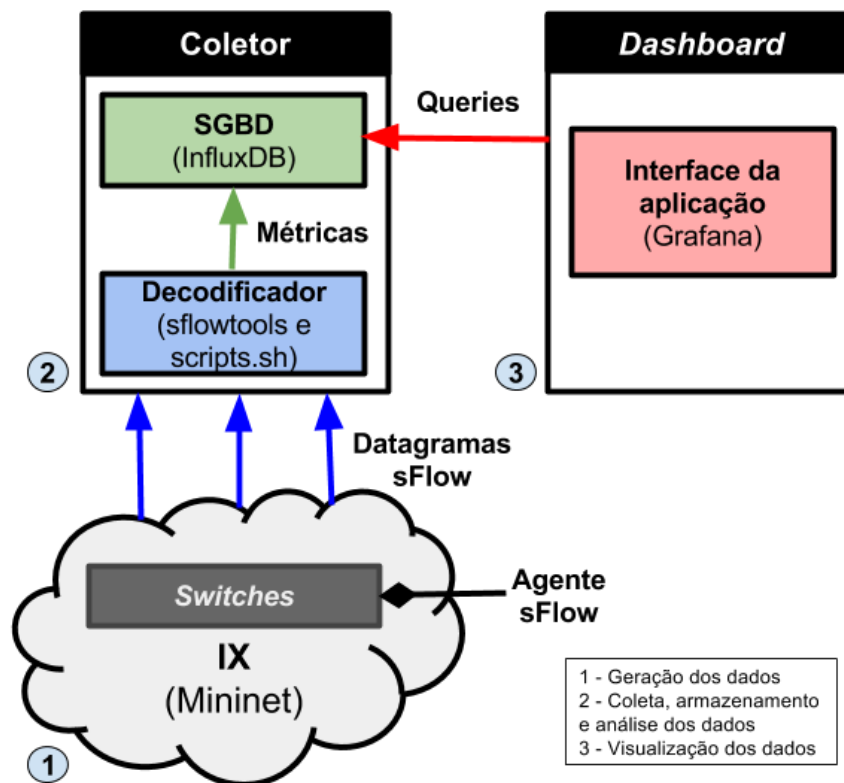 Coletor
SGBD
(InfluxDB)
Métricas
Decodificador
(sflowtools e
scripts.sh)
2
Queries
Dashboard
Interface da
aplicação
(Grafana)
3
Datagramas
sFlow
Switches
IX
(Mininet)
1
Agente
sFlow
1 - Geração dos dados
2 - Coleta, armazenamento
e análise dos dados
3 - Visualização dos dados